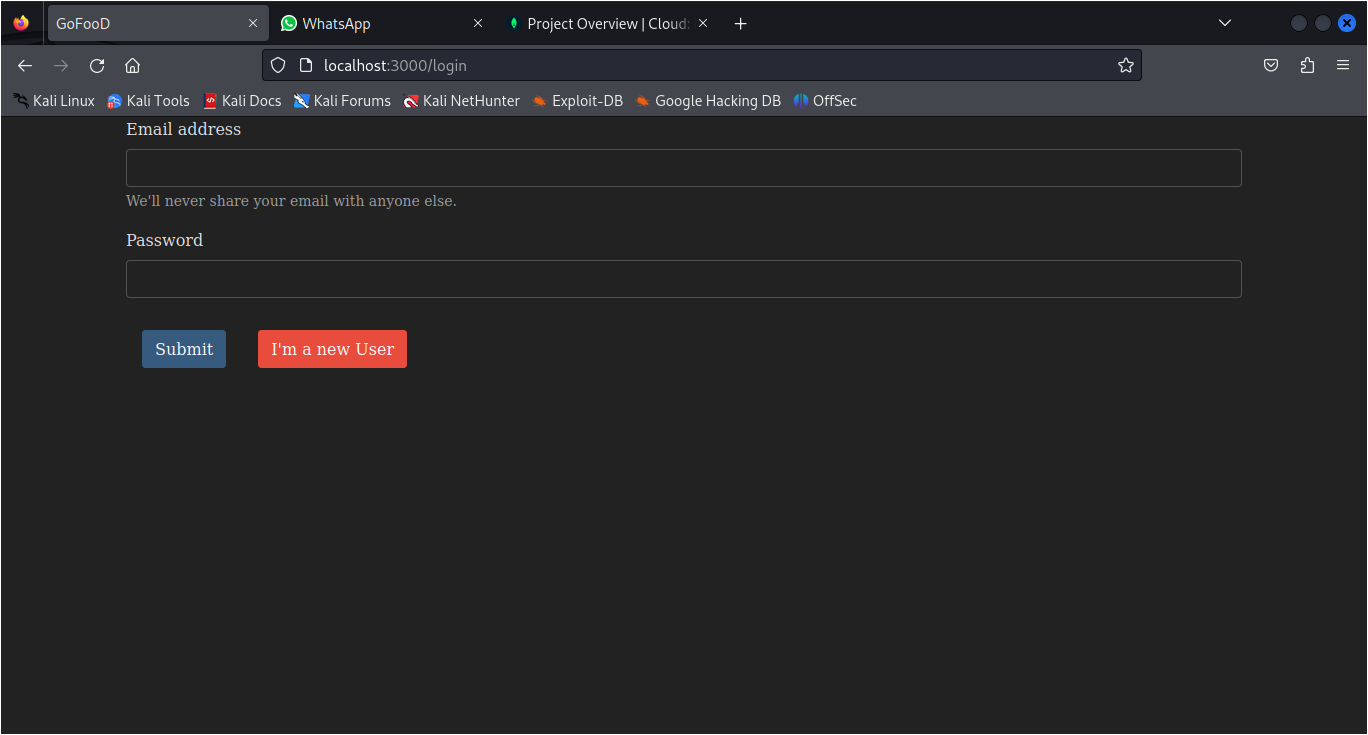 GoFooD WhatsApp Project Overview | Cloud:
localhost:3000/login
Kali Linux Kali Tools Kali Docs Kali Forums Kali NetHunter Exploit-DB Google Hacking DB OffSec
Email address
We'll never share your email with anyone else.
Password
Submit I'm a new User